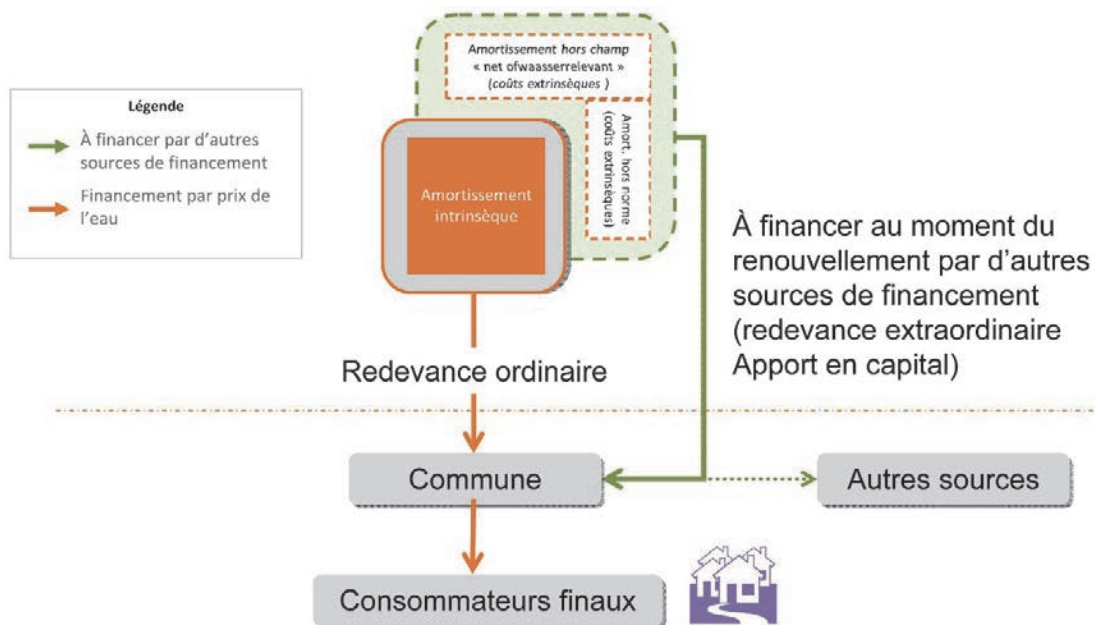 Amortissement hors champ
« net ofwaasserrelevant »
(coûts extrinsèques )
Amort. hors norme
(coûts extrinsèques)
Légende
À financer par d'autres
sources de financement
Financement par prix de
l'eau
Amortissement
intrinsèque
À financer au moment du
renouvellement par d'autres
sources de financement
(redevance extraordinaire
Apport en capital)
Redevance ordinaire
Commune
Autres sources
Consommateurs finaux